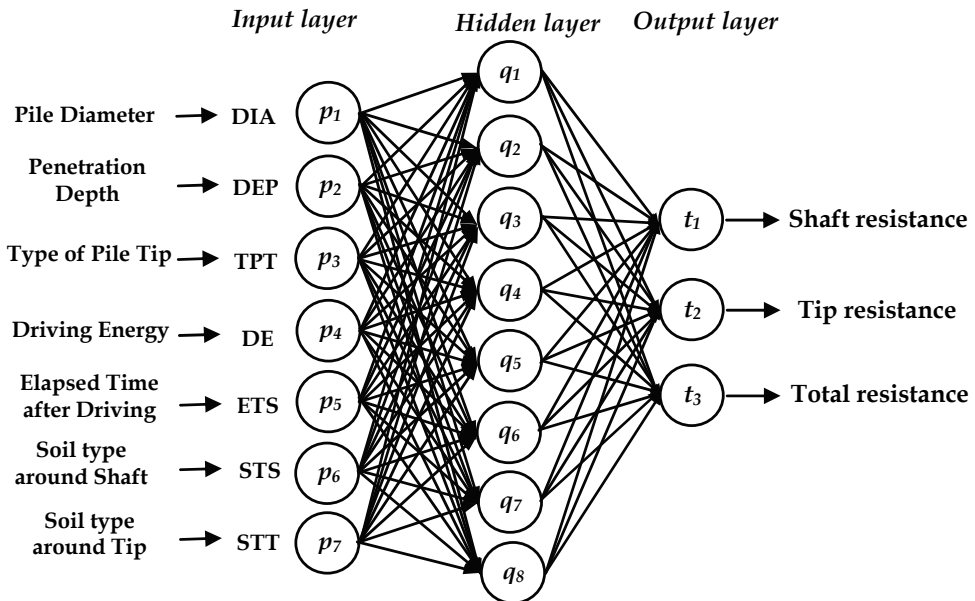 Input layer
Hidden layer
Output layer
Pile Diameter
DIA
Penetration
Depth
DEP
Type of Pile Tip
TPT
Driving Energy
DE
Elapsed Time
after Driving
ETS
Soil type
around Shaft
STS
Soil type
around Tip
STT
p1
p2
p3
p4
p5
p6
p7
q1
q2
q3
q4
q5
q6
q7
q8
t1
t2
t3
Shaft resistance
Tip resistance
Total resistance